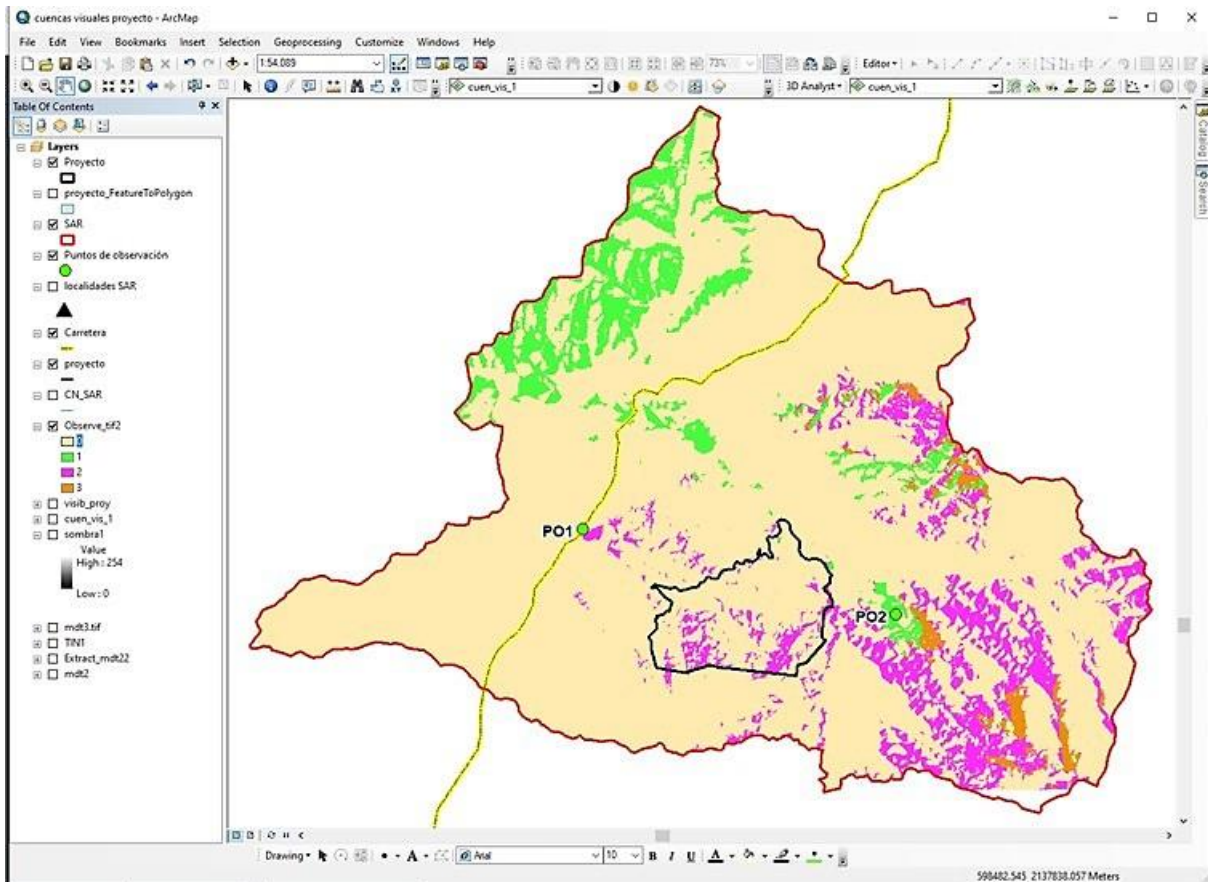 cuencas visuales proyecto - ArcMap
File Edit View Bookmarks Insert Selection Geoprocessing Customize Windows Help
1:54,089
73%
Editor
cuen_vis_1
3D Analyst
cuen_vis_1
Table Of Contents
Layers
Proyecto
proyecto_FeatureToPolygon
SAR
Puntos de observación
localidades SAR
Carretera
proyecto
CN_SAR
Observe_tif2
0
1
2
3
visib_proy
cuen_vis_1
sombra1
Value
High : 254
Low : 0
mdt3.tif
TIN1
Extract_mdt22
mdt2
PO1
PO2
Catalog
Search
Drawing
A
Arial
10
B I U A
598482.545 2137838.057 Meters